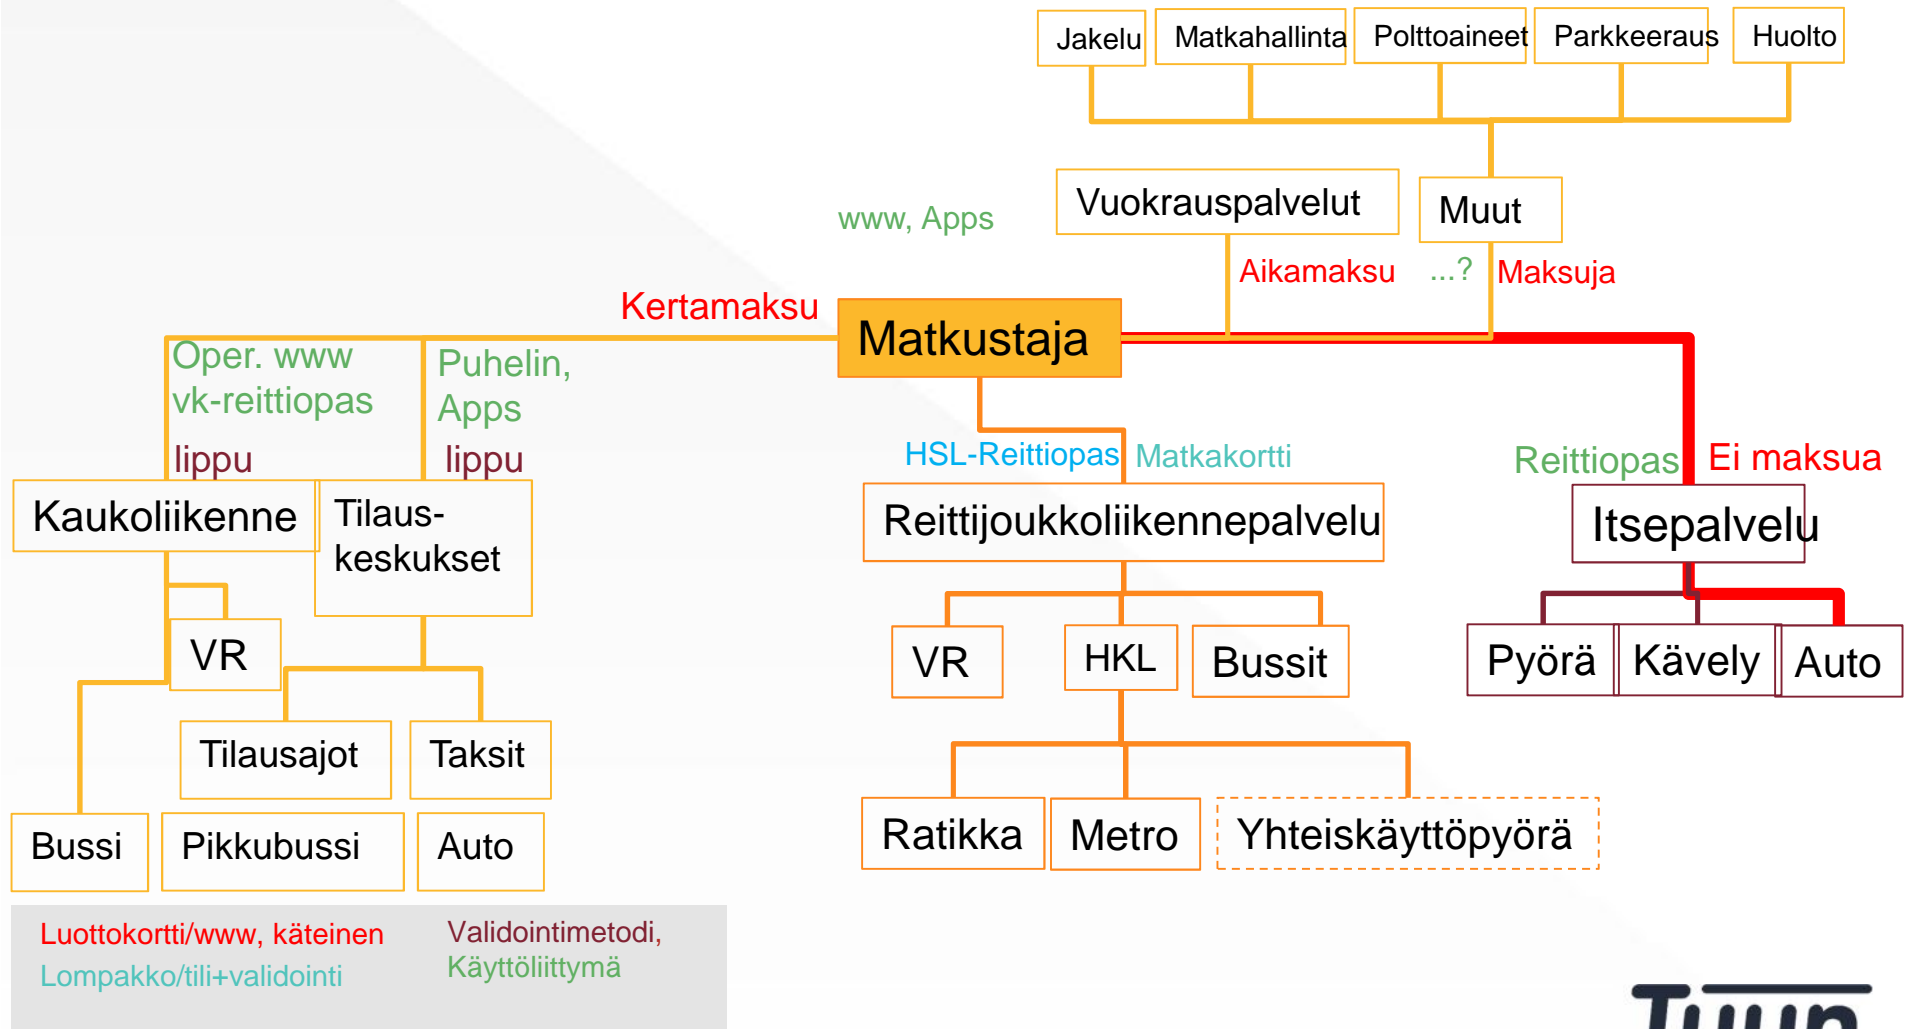 Jakelu
Matkahallinta
Polttoaineet
Parkkeeraus
Huolto
Vuokrauspalvelut
Muut
www, Apps
Aikamaksu
...?
Maksuja
Kertamaksu
Matkustaja
Oper. www
vk-reittiopas
lippu
Puhelin,
Apps
lippu
HSL-Reittiopas
Matkakortti
Reittiopas
Ei maksua
Kaukoliikenne
Tilaus-
keskukset
Reittijoukkoliikennepalvelu
Itsepalvelu
VR
VR
HKL
Bussit
Pyörä
Kävely
Auto
Tilausajot
Taksit
Bussi
Pikkubussi
Auto
Ratikka
Metro
Yhteiskäyttöpyörä
Luottokortti/www, käteinen
Lompakko/tili+validointi
Validointimetodi,
Käyttöliittymä